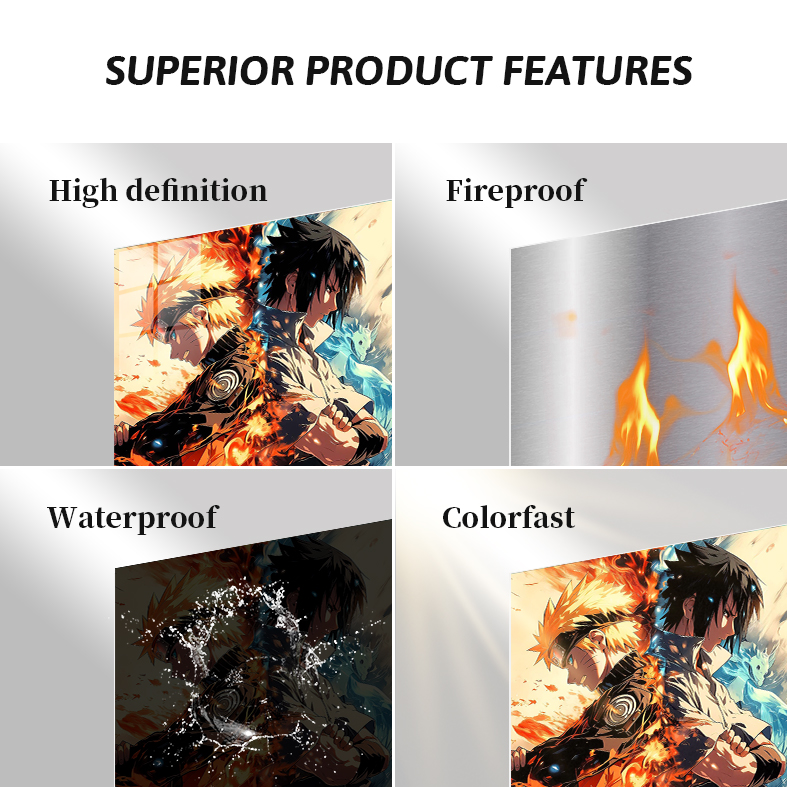 SUPERIOR PRODUCT FEATURES
High definition
Fireproof
Waterproof
Colorfast